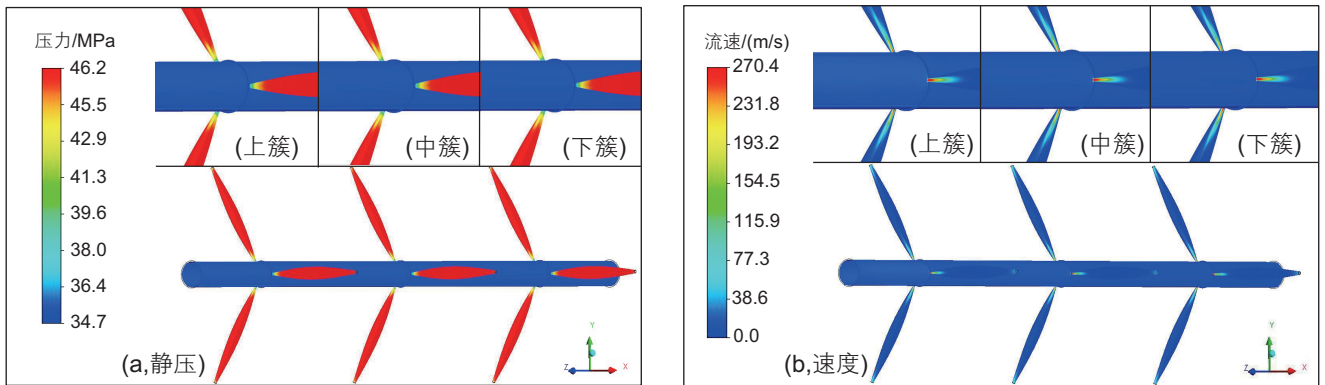 压力/MPa
46.2
45.5
42.9
41.3
39.6
38.0
36.4
34.7
(上簇)
(中簇)
(下簇)
(a,静压)
Y
Z
X
流速/(m/s)
270.4
231.8
193.2
154.5
115.9
77.3
38.6
0.0
(上簇)
(中簇)
(下簇)
(b,速度)
Y
Z
X